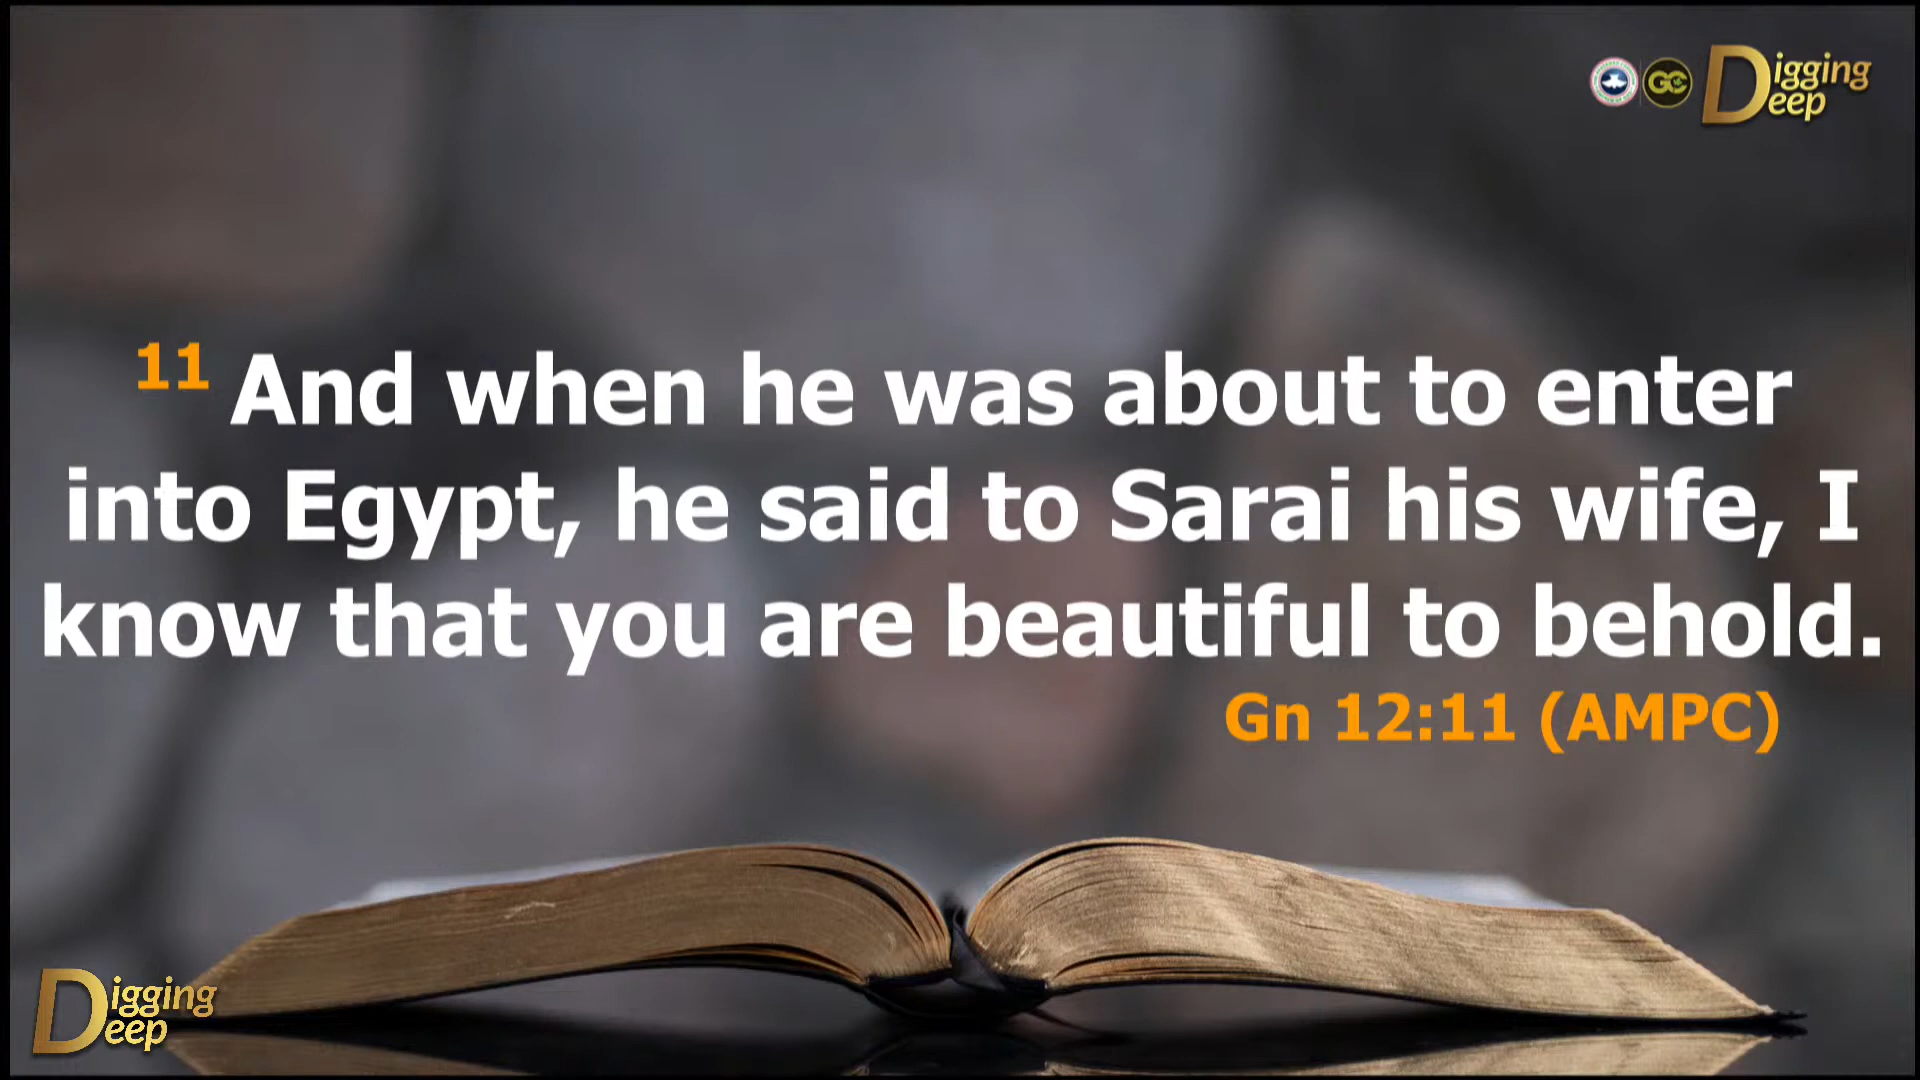 GC Digging
Deep
11 And when he was about to enter
into Egypt, he said to Sarai his wife, I
know that you are beautiful to behold.
Gn 12:11 (AMPC)
Digging
Deep